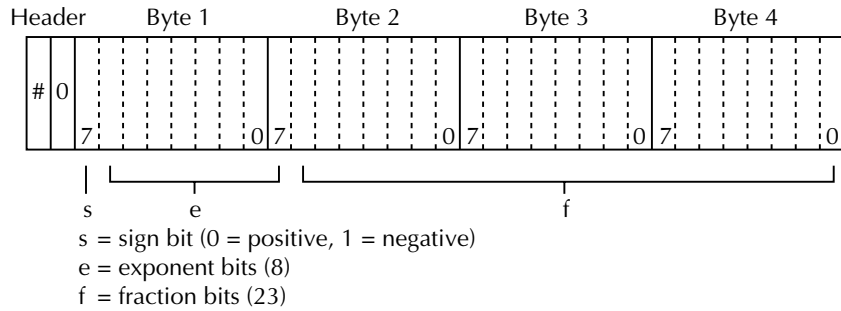 Header Byte 1 Byte 2 Byte 3 Byte 4
# 0
7 0 7 0 7 0 7 0
s e f
s = sign bit (0 = positive, 1 = negative)
e = exponent bits (8)
f = fraction bits (23)